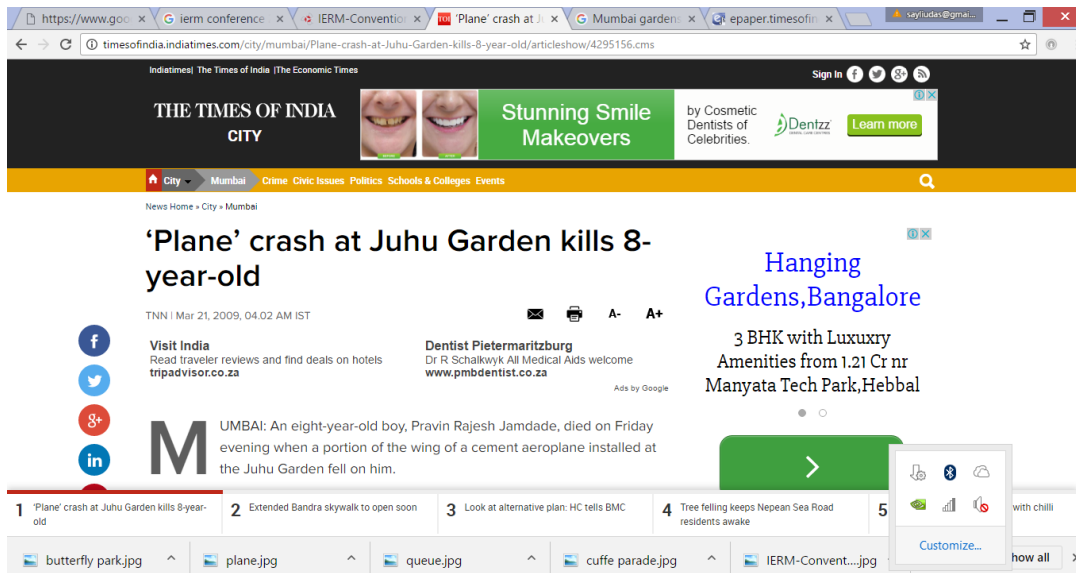 https://www.goo
ierm conference
IERM-Convention
'Plane' crash at Ju
Mumbai gardens
epaper.timesofin
sayliudas@gmai...
timesofindia.indiatimes.com/city/mumbai/Plane-crash-at-Juhu-Garden-kills-8-year-old/articleshow/4295156.cms
Indiatimes| The Times of India |The Economic Times
Sign In
THE TIMES OF INDIA
CITY
Stunning Smile
Makeovers
by Cosmetic
Dentists of
Celebrities.
Dentzz
Learn more
City
Mumbai
Crime Civic Issues Politics Schools & Colleges Events
News Home » City » Mumbai
'Plane' crash at Juhu Garden kills 8-
year-old
TNN | Mar 21, 2009, 04.02 AM IST
A- A+
Visit India
Read traveler reviews and find deals on hotels
tripadvisor.co.za
Dentist Pietermaritzburg
Dr R Schalkwyk All Medical Aids welcome
www.pmbdentist.co.za
Ads by Google
MUMBAI: An eight-year-old boy, Pravin Rajesh Jamdade, died on Friday
evening when a portion of the wing of a cement aeroplane installed at
the Juhu Garden fell on him.
Hanging
Gardens,Bangalore
3 BHK with Luxuxry
Amenities from 1.21 Cr nr
Manyata Tech Park,Hebbal
1 'Plane' crash at Juhu Garden kills 8-year-
old
2 Extended Bandra skywalk to open soon
3 Look at alternative plan: HC tells BMC
4 Tree felling keeps Nepean Sea Road
residents awake
5
with chilli
Customize...
butterfly park.jpg
plane.jpg
queue.jpg
cuffe parade.jpg
IERM-Convent....jpg
how all